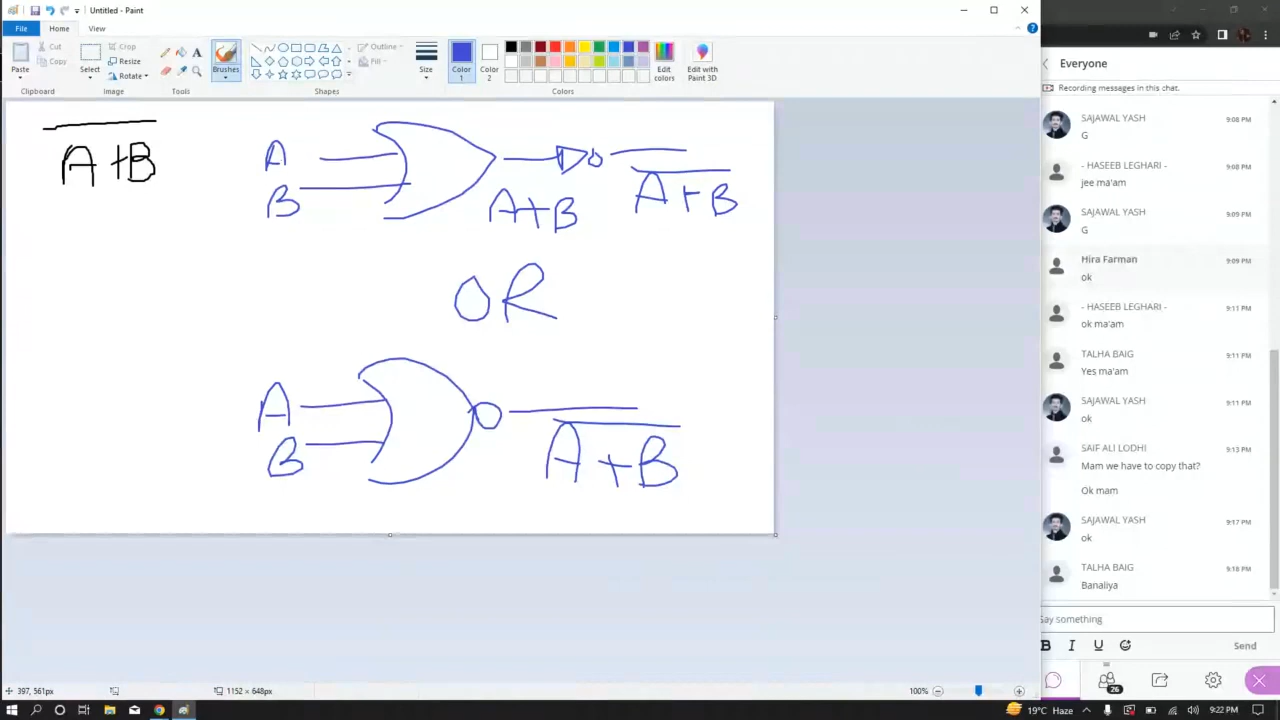 Untitled - Paint
File
Home
View
Paste
Cut
Copy
Clipboard
Select
Crop
Resize
Rotate
Image
Tools
Brushes
Shapes
Outline
Fill
Size
Color 1
Color 2
Edit colors
Edit with Paint 3D
Colors
A+B
A
B
A+B
A+B
OR
A
B
A+B
397, 561px
1152 × 648px
100%
Everyone
Recording messages in this chat.
SAJAWAL YASH 9:08 PM
G
- HASEEB LEGHARI - 9:08 PM
jee ma'am
SAJAWAL YASH 9:09 PM
G
Hira Farman 9:09 PM
ok
- HASEEB LEGHARI - 9:11 PM
ok ma'am
TALHA BAIG 9:11 PM
Yes ma'am
SAJAWAL YASH 9:11 PM
ok
SAIF ALI LODHI 9:13 PM
Mam we have to copy that?
Ok mam
SAJAWAL YASH 9:17 PM
ok
TALHA BAIG 9:18 PM
Banaliya
Say something
B I U
Send
26
19°C Haze
9:22 PM